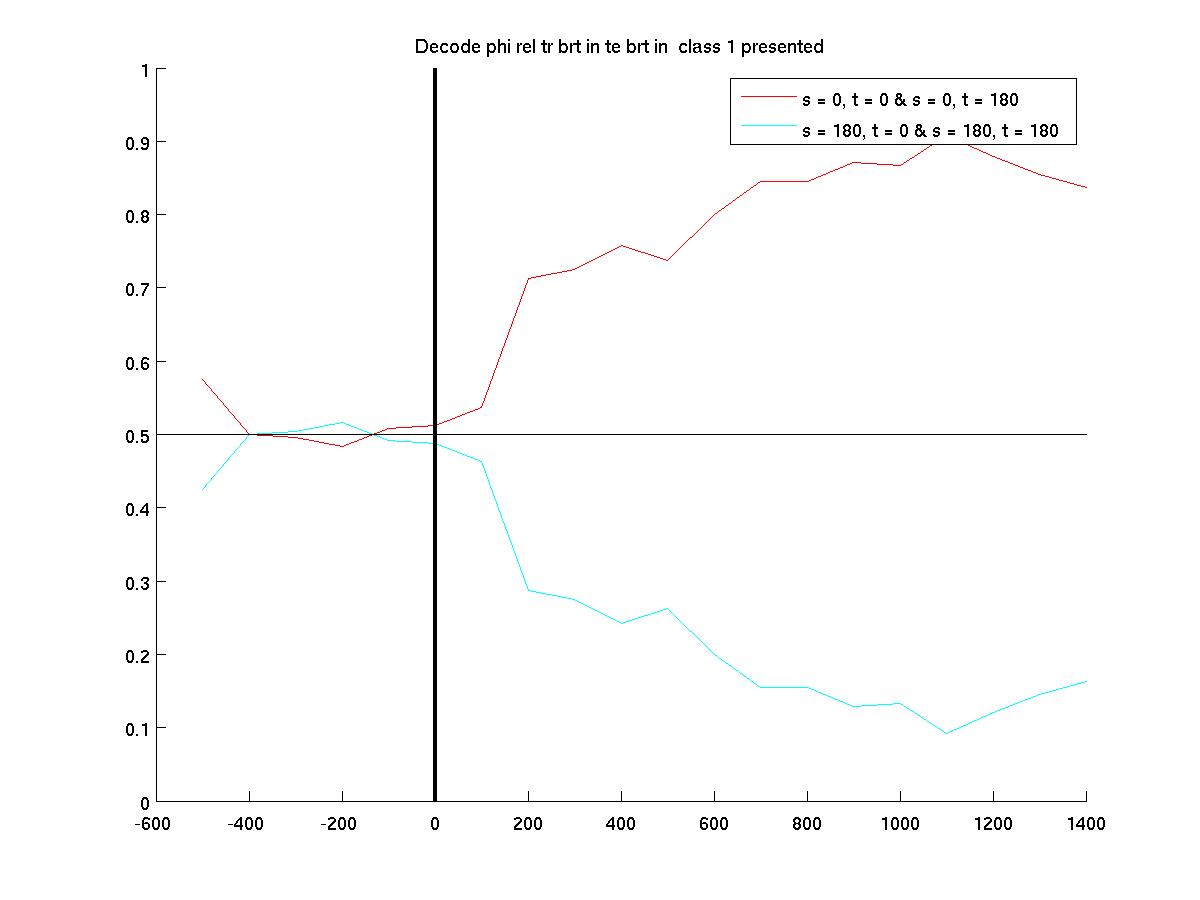 Decode phi rel tr brt in te brt in  class 1 presented
s = 0, t = 0 & s = 0, t = 180
s = 180, t = 0 & s = 180, t = 180
1
0.9
0.8
0.7
0.6
0.5
0.4
0.3
0.2
0.1
0
-600 -400 -200 0 200 400 600 800 1000 1200 1400